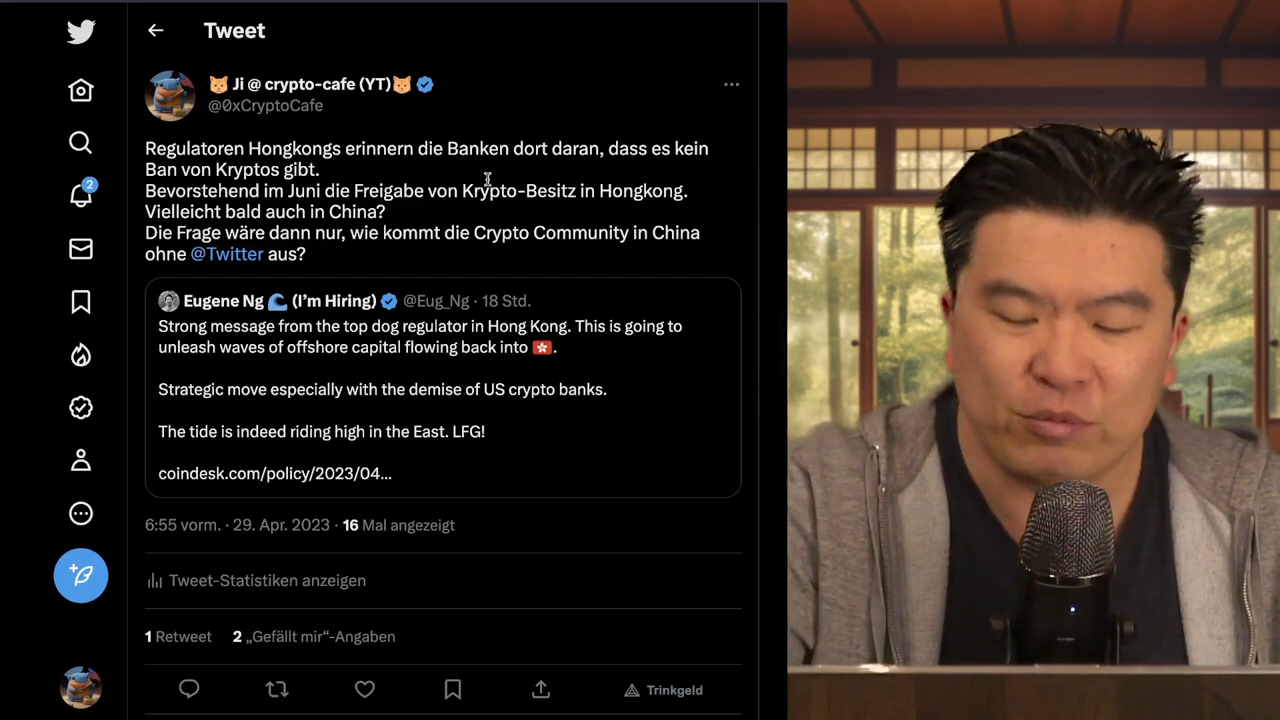 Tweet
Ji @ crypto-cafe (YT)
@0xCryptoCafe
Regulatoren Hongkongs erinnern die Banken dort daran, dass es kein
Ban von Kryptos gibt.
Bevorstehend im Juni die Freigabe von Krypto-Besitz in Hongkong.
Vielleicht bald auch in China?
Die Frage wäre dann nur, wie kommt die Crypto Community in China
ohne @Twitter aus?
Eugene Ng 🌊 (I’m Hiring) @Eug_Ng · 18 Std.
Strong message from the top dog regulator in Hong Kong. This is going to
unleash waves of offshore capital flowing back into 🇭🇰.
Strategic move especially with the demise of US crypto banks.
The tide is indeed riding high in the East. LFG!
coindesk.com/policy/2023/04…
6:55 vorm. · 29. Apr. 2023 · 16 Mal angezeigt
Tweet-Statistiken anzeigen
1 Retweet 2 „Gefällt mir“-Angaben
Trinkgeld
2